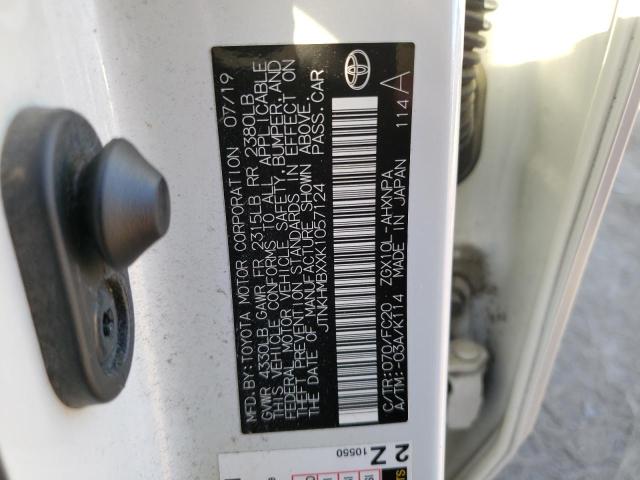 MFD.BY:TOYOTA MOTOR CORPORATION 07/19
GVWR 4330LB GAWR FR 2315LB RR 2380LB
THIS VEHICLE CONFORMS TO ALL APPLICABLE
FEDERAL MOTOR VEHICLE SAFETY, BUMPER, AND
THEFT PREVENTION STANDARDS IN EFFECT ON
THE DATE OF MANUFACTURE SHOWN ABOVE.
JTNKHMBXXK1057124 PASS.CAR
C/TR:070/FC20 ZGX10L-AHXNPA
A/TM:-03A/K114 MADE IN JAPAN 114A
2 Z
10550